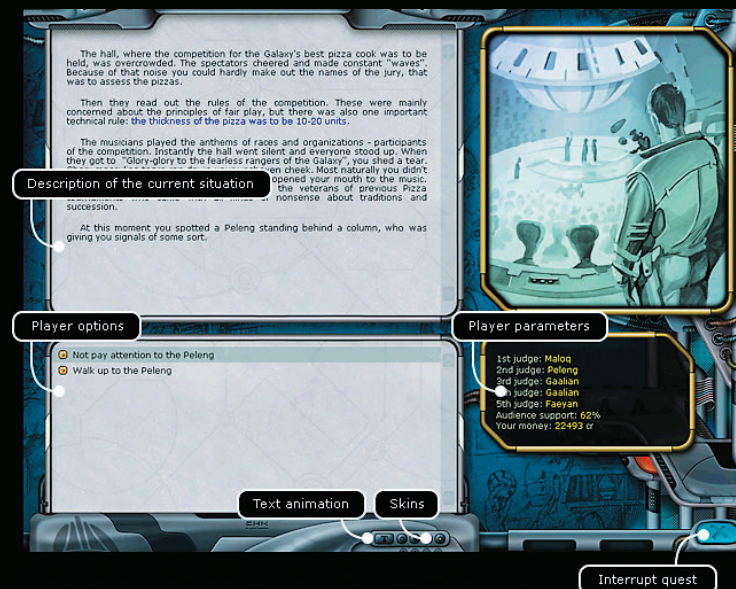 The hall, where the competition for the Galaxy's best pizza cook was to be
held, was overcrowded. The spectators cheered and made constant "waves".
Because of that noise you could hardly make out the names of the jury, that
was to assess the pizzas.
Then they read out the rules of the competition. These were mainly
concerned about the principles of fair play, but there was also one important
technical rule: the thickness of the pizza was to be 10-20 units.
The musicians played the anthems of races and organizations - participants
of the competition. Instantly the hall went silent and everyone stood up. When
they got to "Glory-glory to the fearless rangers of the Galaxy", you shed a tear.
cheek. Most naturally you didn't
opened your mouth to the music.
the veterans of previous Pizza
nonsense about traditions and
succession.
At this moment you spotted a Peleng standing behind a column, who was
giving you signals of some sort.
Description of the current situation
Player options
Not pay attention to the Peleng
Walk up to the Peleng
Player parameters
1st judge: Maloq
2nd judge: Peleng
3rd judge: Gaalian
judge: Gaalian
5th judge: Faeyan
Audience support: 62%
Your money: 22493 cr
Text animation
Skins
T
Interrupt quest